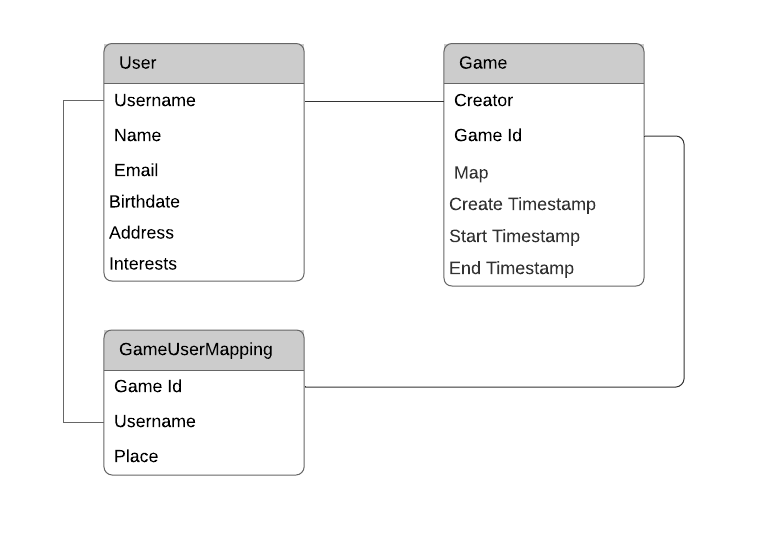 User
Username
Name
Email
Birthdate
Address
Interests
Game
Creator
Game Id
Map
Create Timestamp
Start Timestamp
End Timestamp
GameUserMapping
Game Id
Username
Place